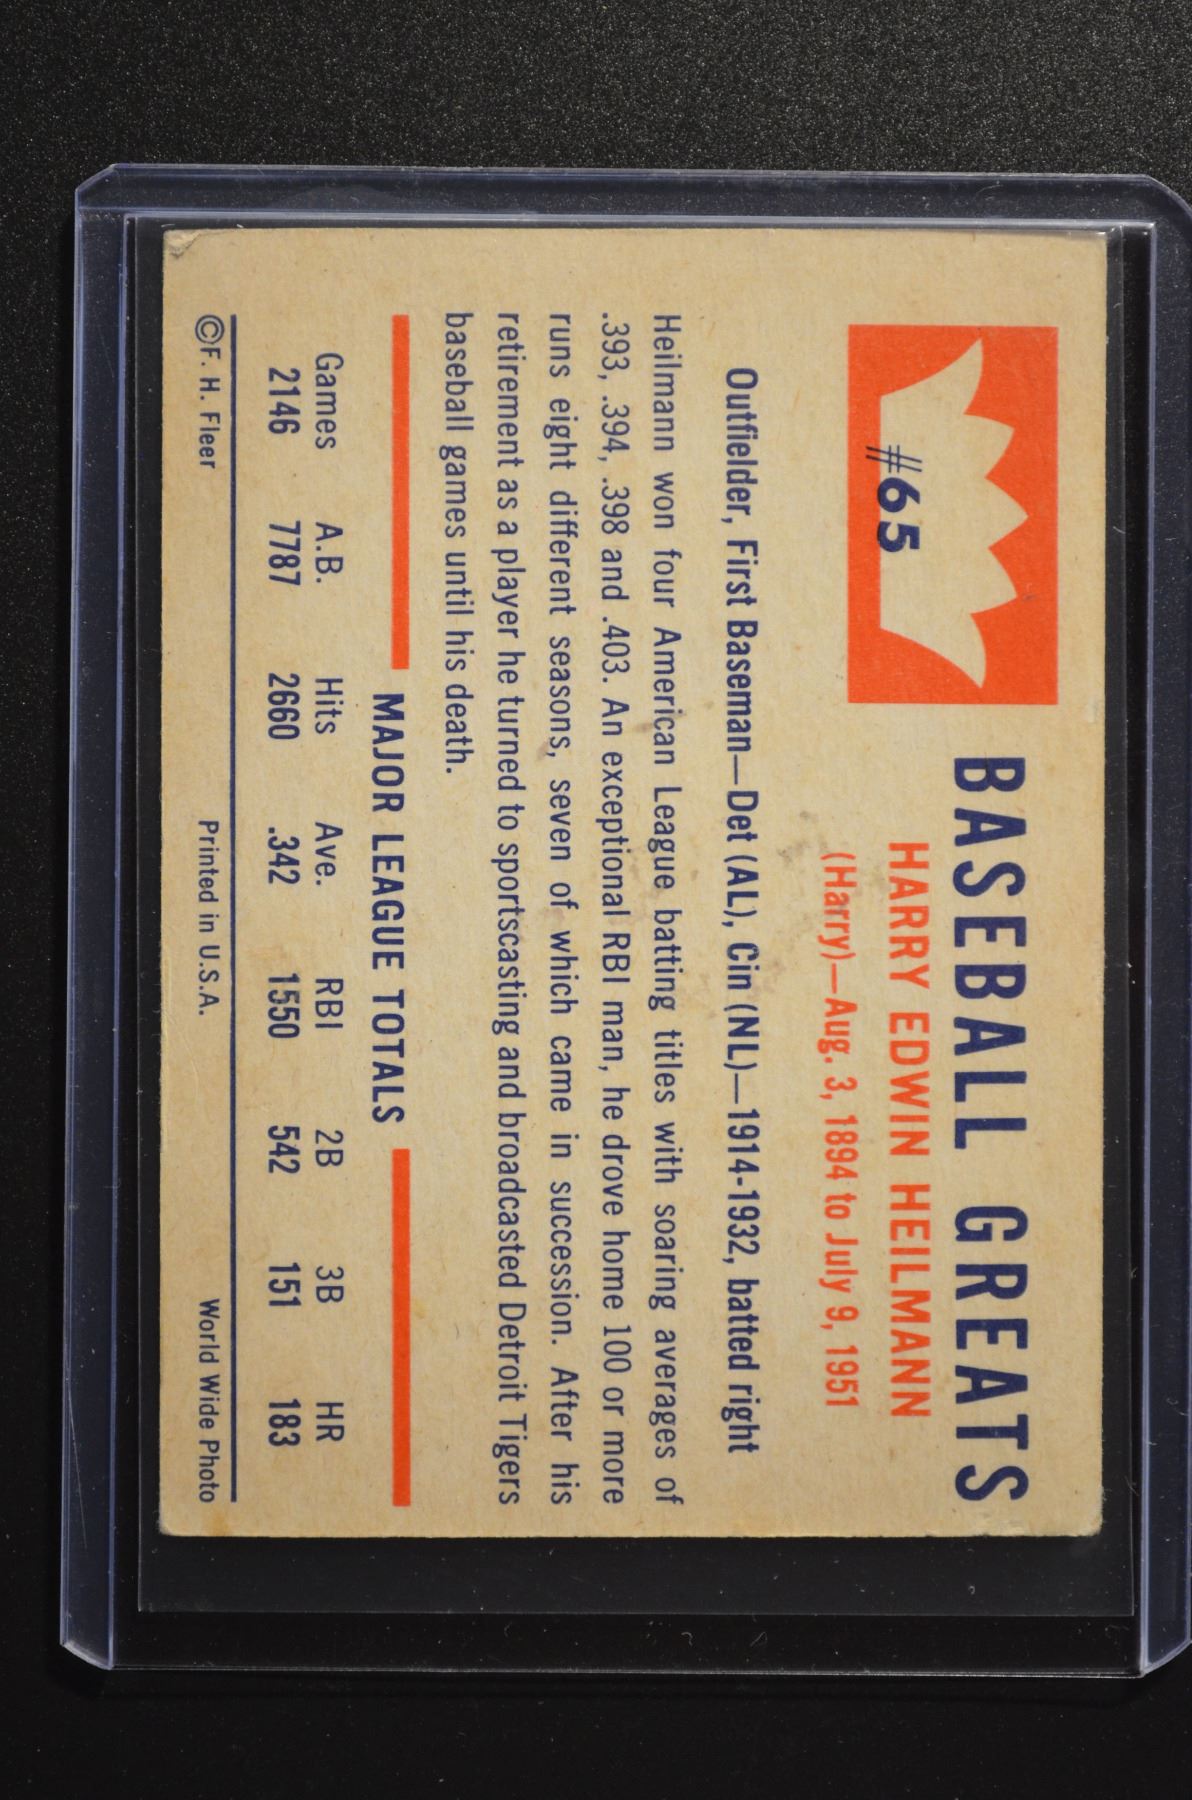 #65
BASEBALL GREATS
HARRY EDWIN HEILMANN
(Harry)—Aug. 3, 1894 to July 9, 1951
Outfielder, First Baseman—Det (AL), Cin (NL)—1914-1932, batted right
Heilmann won four American League batting titles with soaring averages of
.393, .394, .398 and .403. An exceptional RBI man, he drove home 100 or more
runs eight different seasons, seven of which came in succession. After his
retirement as a player he turned to sportscasting and broadcasted Detroit Tigers
baseball games until his death.
MAJOR LEAGUE TOTALS
Games A.B. Hits Ave. RBI 2B 3B HR
2146 7787 2660 .342 1550 542 151 183
©F. H. Fleer Printed in U.S.A. World Wide Photo